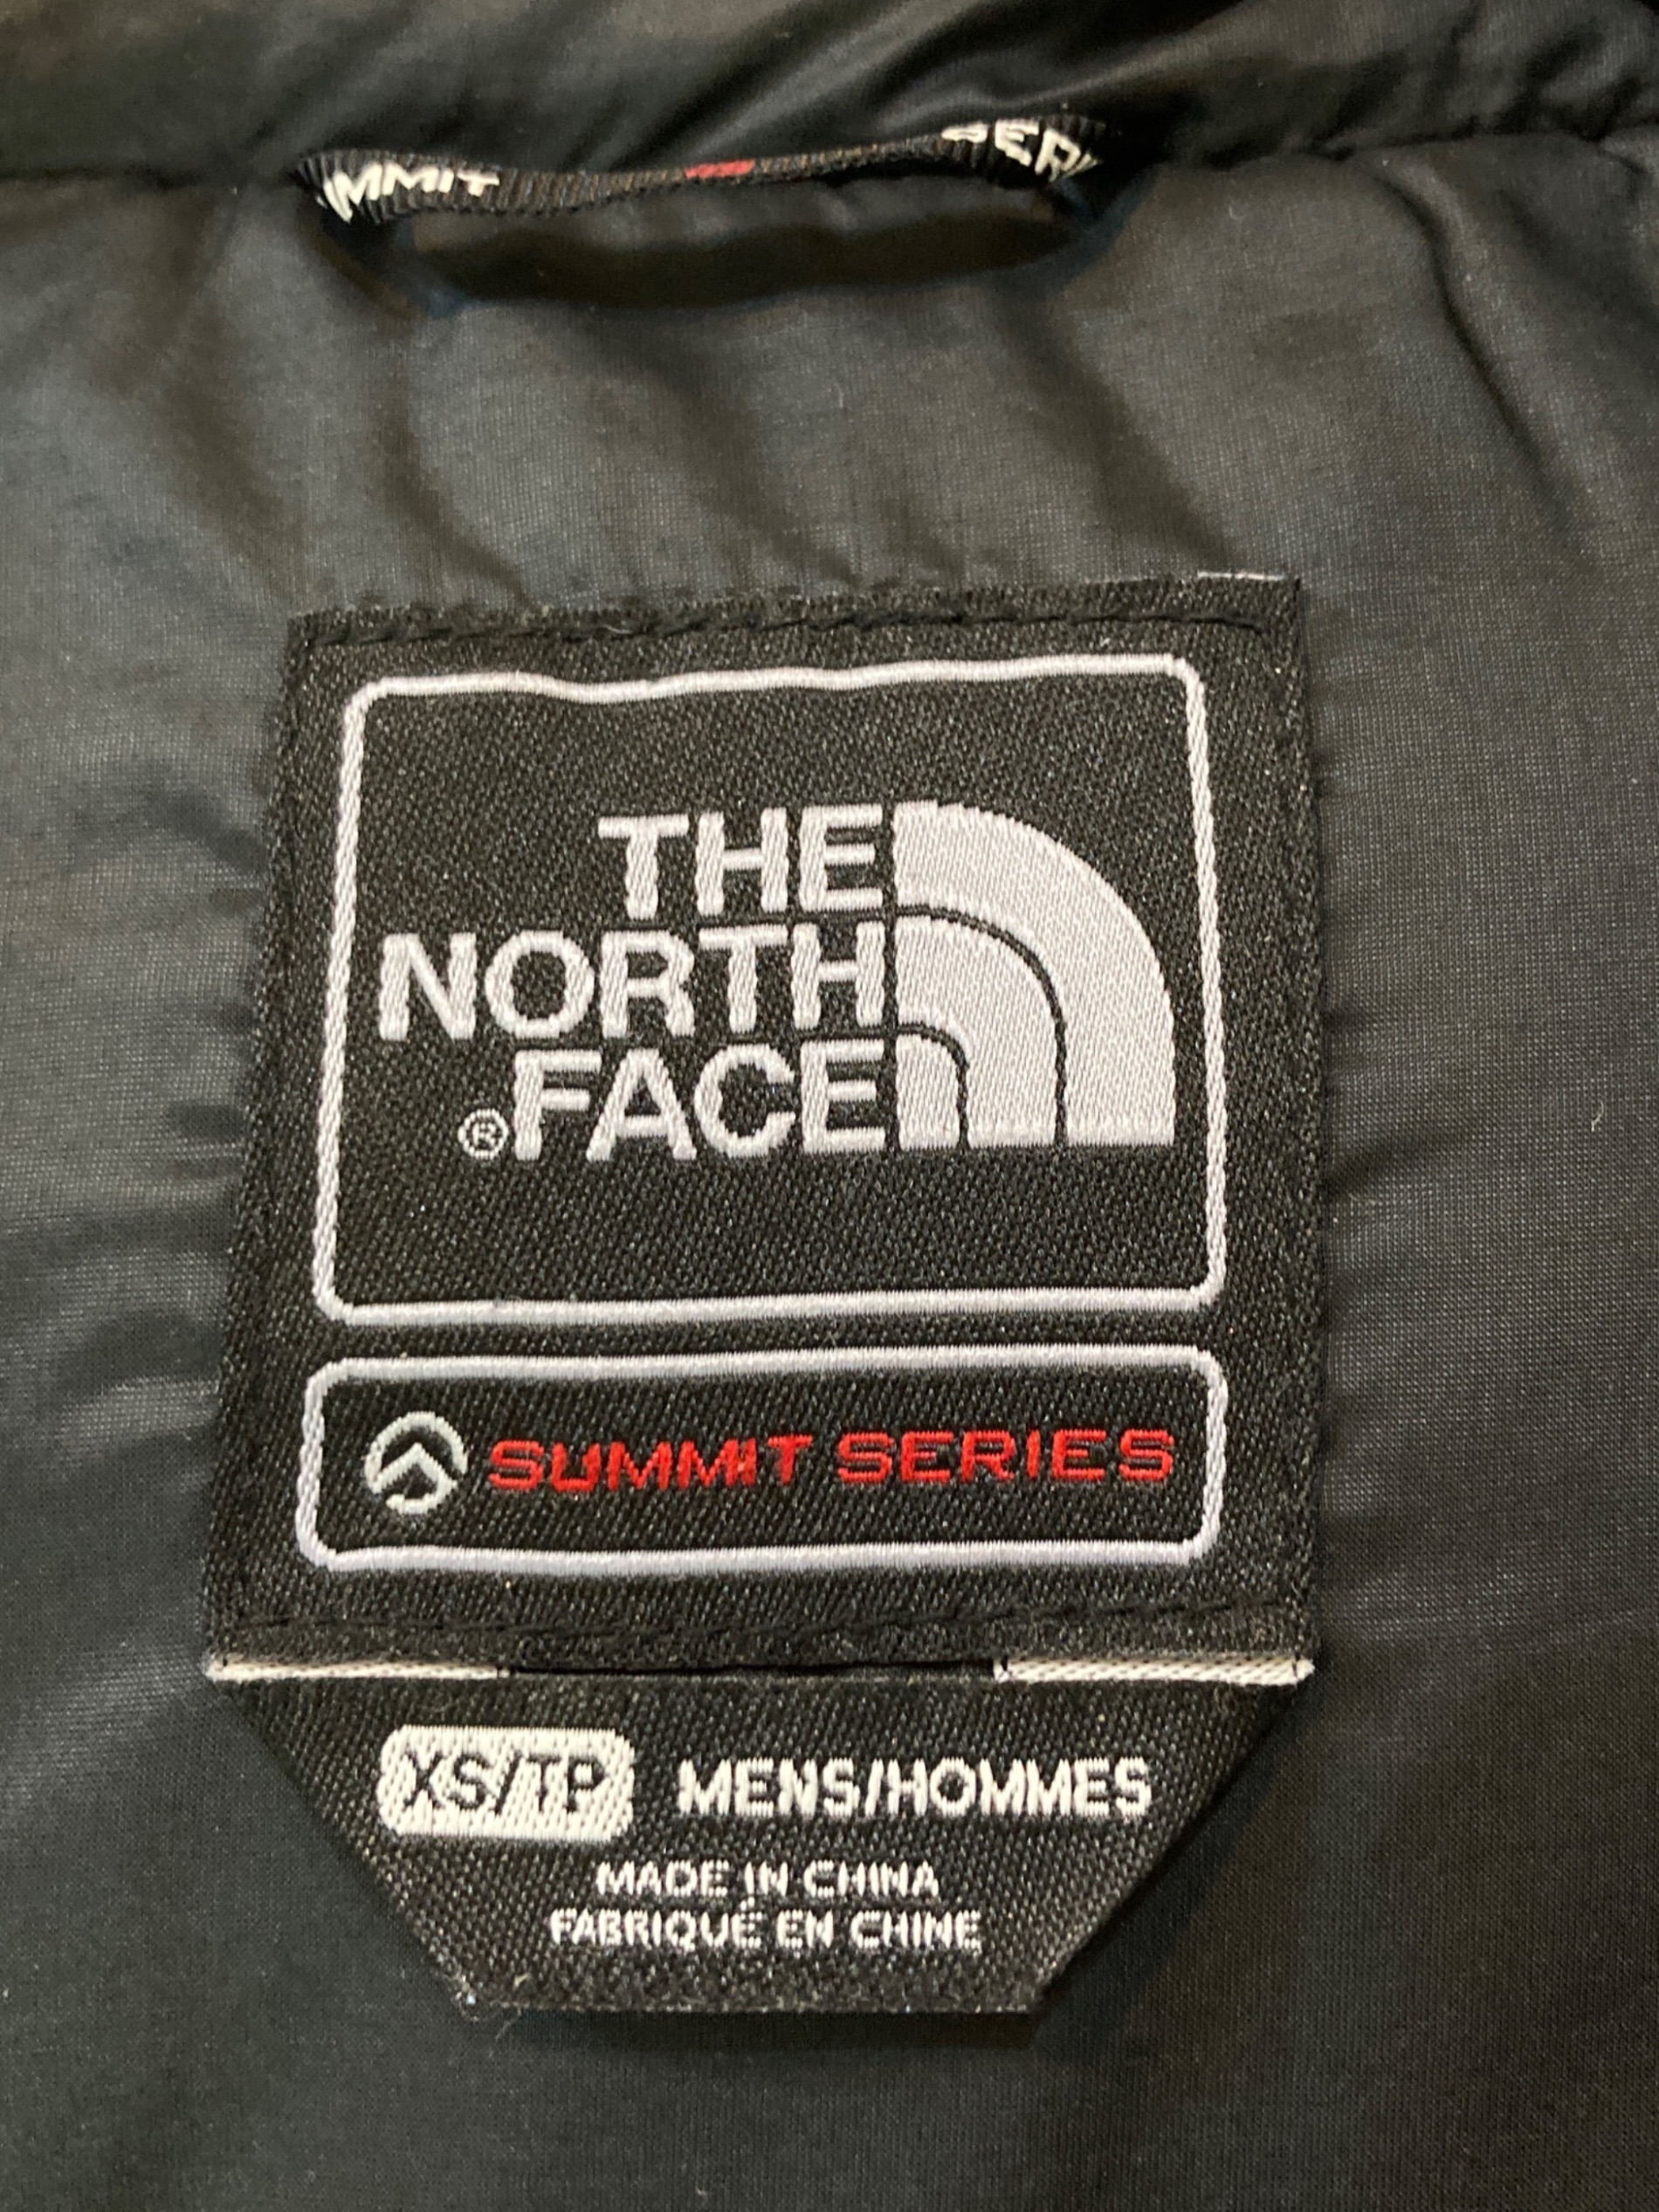 THE
NORTH
®FACE
SUMMIT SERIES
XS/TP MENS/HOMMES
MADE IN CHINA
FABRIQUÉ EN CHINE